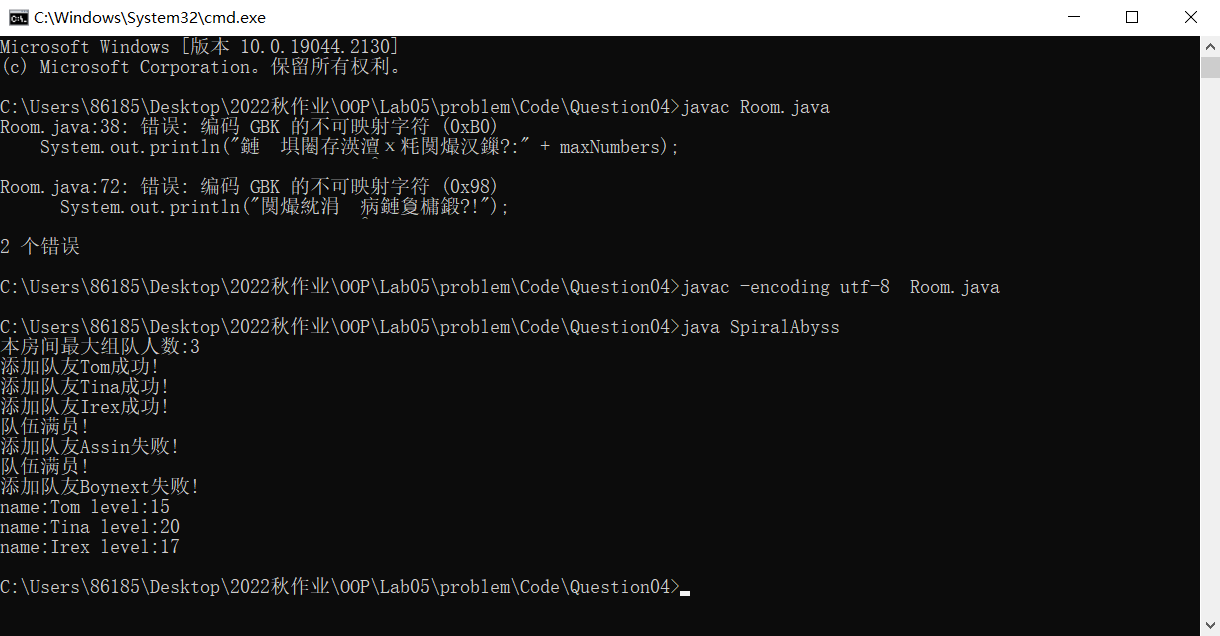 C:\Windows\System32\cmd.exe
Microsoft Windows [版本 10.0.19044.2130]
(c) Microsoft Corporation。保留所有权利。
C:\Users\86185\Desktop\2022秋作业\OOP\Lab05\problem\Code\Question04>javac Room.java
Room.java:38: 错误: 编码 GBK 的不可映射字符 (0xB0)
System.out.println("鏈 埧闂存渶澶х粍闃熶汉鏁?:" + maxNumbers);
Room.java:72: 错误: 编码 GBK 的不可映射字符 (0x98)
System.out.println("闃熶紞涓 病鏈夐槦鍙?!");
2 个错误
C:\Users\86185\Desktop\2022秋作业\OOP\Lab05\problem\Code\Question04>javac -encoding utf-8  Room.java
C:\Users\86185\Desktop\2022秋作业\OOP\Lab05\problem\Code\Question04>java SpiralAbyss
本房间最大组队人数:3
添加队友Tom成功!
添加队友Tina成功!
添加队友Irex成功!
队伍满员!
添加队友Assin失败!
队伍满员!
添加队友Boynext失败!
name:Tom level:15
name:Tina level:20
name:Irex level:17
C:\Users\86185\Desktop\2022秋作业\OOP\Lab05\problem\Code\Question04>